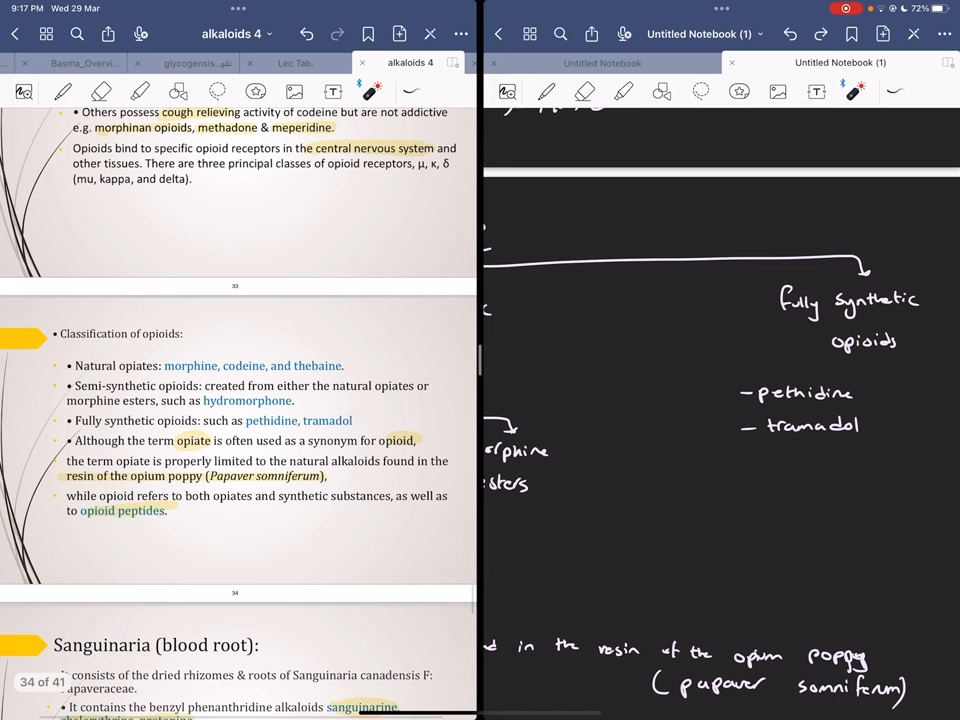 9:17 PM Wed 29 Mar
72%
alkaloids 4
Untitled Notebook (1)
Basma_Overvi...
glycogensis..
Lec Tab.
alkaloids 4
Untitled Notebook
Untitled Notebook (1)
• Others possess cough relieving activity of codeine but are not addictive
e.g. morphinan opioids, methadone & meperidine.
Opioids bind to specific opioid receptors in the central nervous system and
other tissues. There are three principal classes of opioid receptors, μ, κ, δ
(mu, kappa, and delta).
33
• Classification of opioids:
• Natural opiates: morphine, codeine, and thebaine.
• Semi-synthetic opioids: created from either the natural opiates or
morphine esters, such as hydromorphone.
• Fully synthetic opioids: such as pethidine, tramadol
• Although the term opiate is often used as a synonym for opioid,
the term opiate is properly limited to the natural alkaloids found in the
resin of the opium poppy (Papaver somniferum),
while opioid refers to both opiates and synthetic substances, as well as
to opioid peptides.
34
Sanguinaria (blood root):
consists of the dried rhizomes & roots of Sanguinaria canadensis F:
apaveraceae.
34 of 41
• It contains the benzyl phenanthridine alkaloids sanguinarine,
fully synthetic
opioids
- pethidine
- tramadol
orphine
esters
in the resin of the opium poppy
(papaver somniferum)